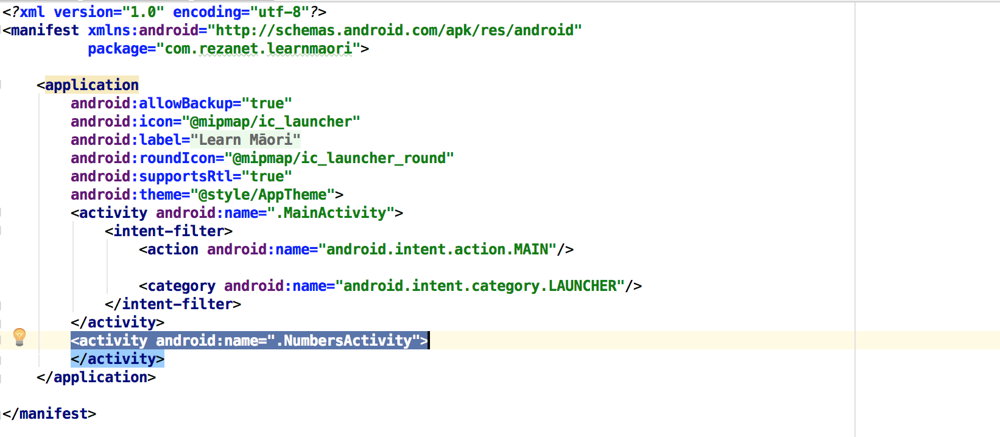 <?xml version="1.0" encoding="utf-8"?>
<manifest xmlns:android="http://schemas.android.com/apk/res/android"
          package="com.rezanet.learnmaori">

    <application
        android:allowBackup="true"
        android:icon="@mipmap/ic_launcher"
        android:label="Learn Māori"
        android:roundIcon="@mipmap/ic_launcher_round"
        android:supportsRtl="true"
        android:theme="@style/AppTheme">
        <activity android:name=".MainActivity">
            <intent-filter>
                <action android:name="android.intent.action.MAIN"/>

                <category android:name="android.intent.category.LAUNCHER"/>
            </intent-filter>
        </activity>
        <activity android:name=".NumbersActivity">
        </activity>
    </application>

</manifest>